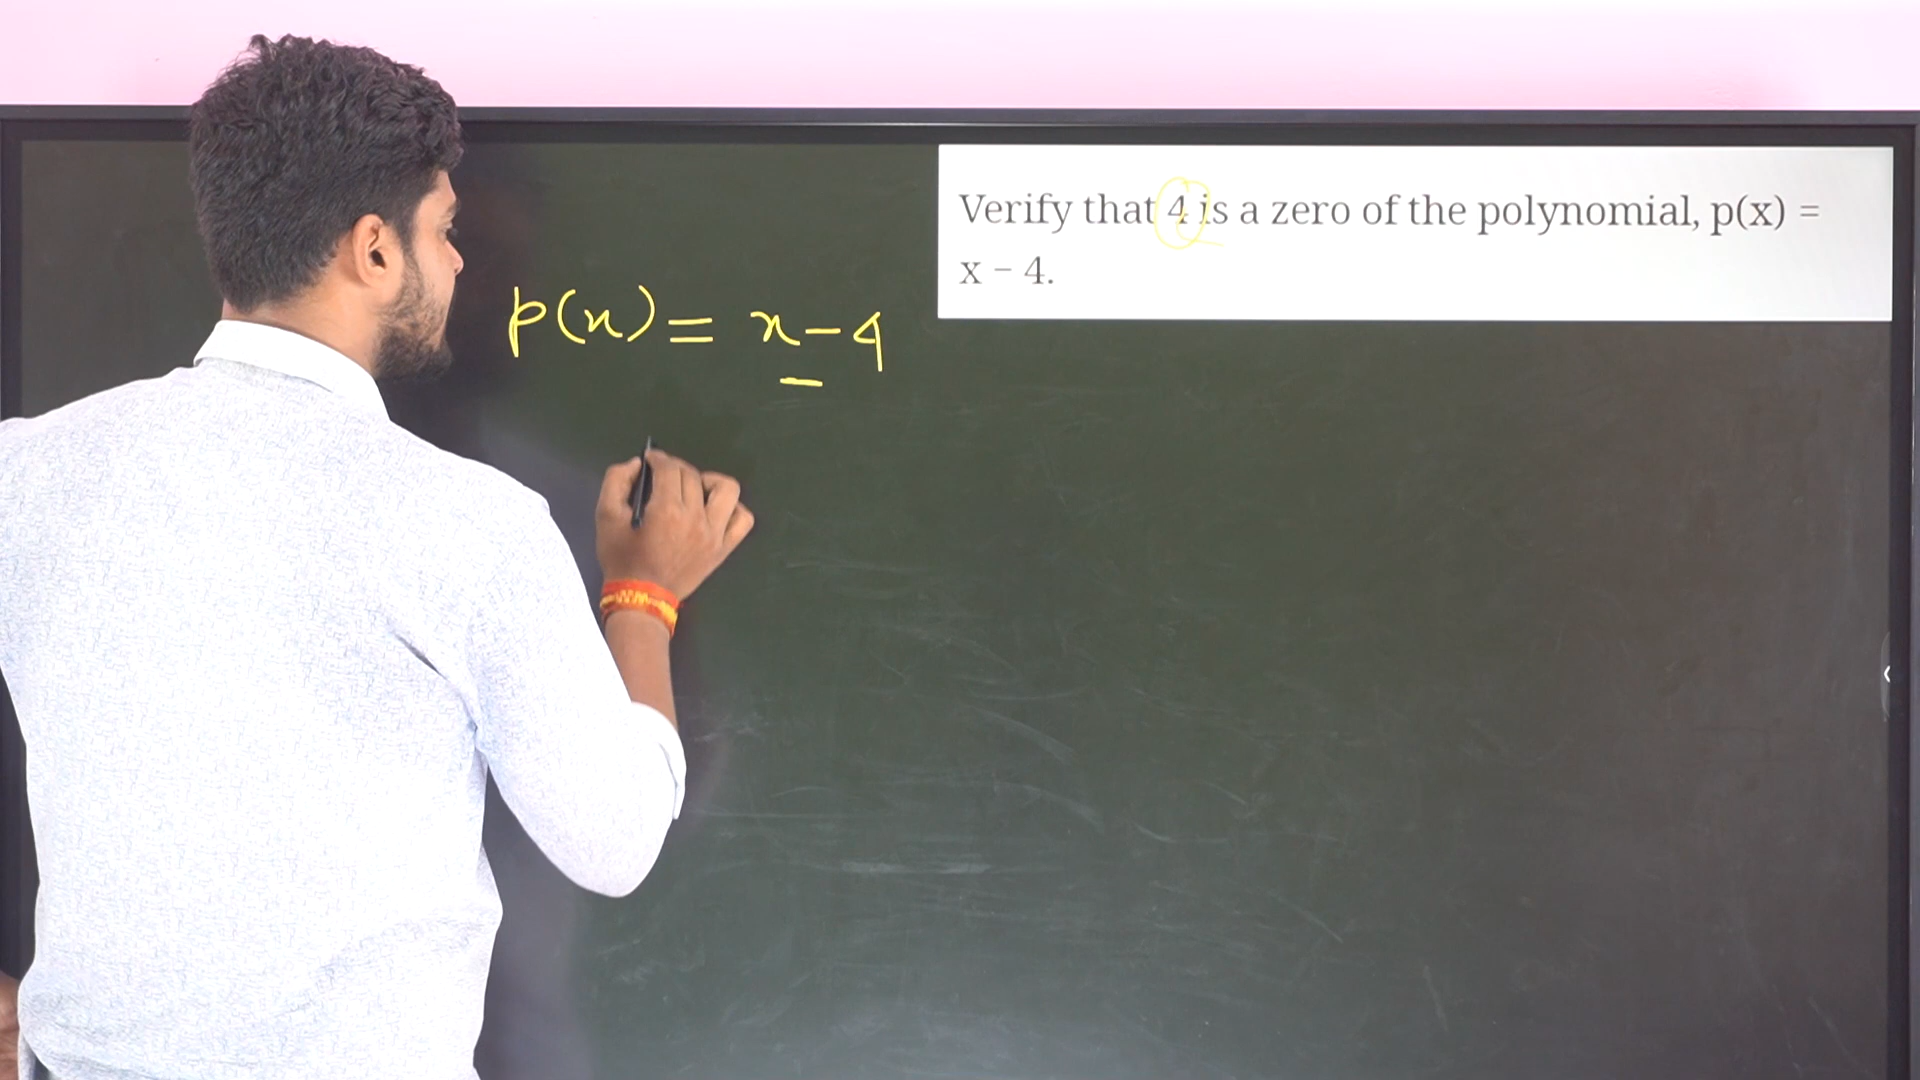 Verify that 4 is a zero of the polynomial, p(x) =
x – 4.
p(x) = x – 4